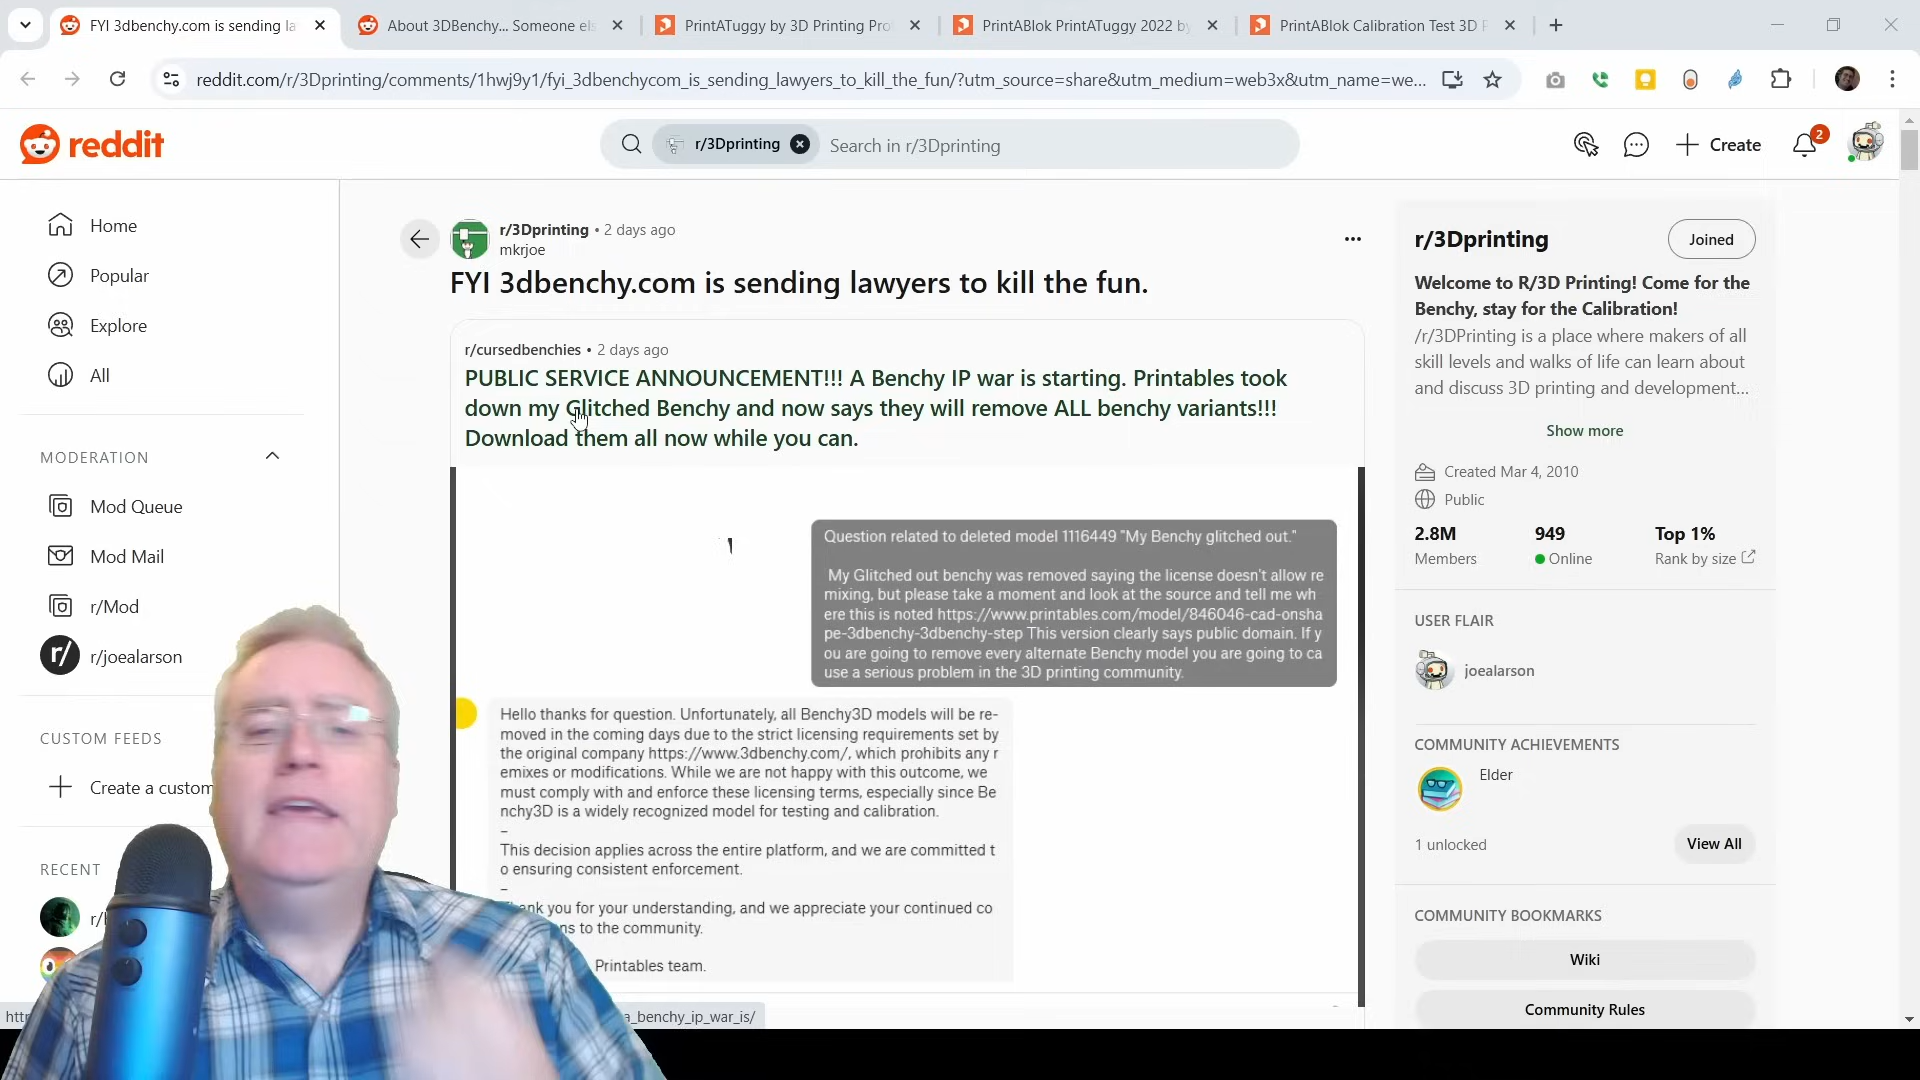 FYI 3dbenchy.com is sending la
About 3DBenchy... Someone els
PrintATuggy by 3D Printing Pro
PrintABlok PrintATuggy 2022 by
PrintABlok Calibration Test 3D P
reddit.com/r/3Dprinting/comments/1hwj9y1/fyi_3dbenchycom_is_sending_lawyers_to_kill_the_fun/?utm_source=share&utm_medium=web3x&utm_name=we...
reddit
r/3Dprinting
Search in r/3Dprinting
Create
2
Home
Popular
Explore
All
MODERATION
Mod Queue
Mod Mail
r/Mod
r/
r/joealarson
CUSTOM FEEDS
Create a custom
RECENT
r/3Dprinting • 2 days ago
mkrjoe
FYI 3dbenchy.com is sending lawyers to kill the fun.
r/cursedbenchies • 2 days ago
PUBLIC SERVICE ANNOUNCEMENT!!! A Benchy IP war is starting. Printables took
down my Glitched Benchy and now says they will remove ALL benchy variants!!!
Download them all now while you can.
Question related to deleted model 1116449 "My Benchy glitched out."
My Glitched out benchy was removed saying the license doesn't allow re
mixing, but please take a moment and look at the source and tell me wh
ere this is noted https://www.printables.com/model/846046-cad-onsha
pe-3dbenchy-3dbenchy-step This version clearly says public domain. If y
ou are going to remove every alternate Benchy model you are going to ca
use a serious problem in the 3D printing community.
Hello thanks for question. Unfortunately, all Benchy3D models will be re-
moved in the coming days due to the strict licensing requirements set by
the original company https://www.3dbenchy.com/, which prohibits any r
emixes or modifications. While we are not happy with this outcome, we
must comply with and enforce these licensing terms, especially since Be
nchy3D is a widely recognized model for testing and calibration.
–
This decision applies across the entire platform, and we are committed t
o ensuring consistent enforcement.
–
nk you for your understanding, and we appreciate your continued co
ns to the community.
Printables team.
a_benchy_ip_war_is/
r/3Dprinting
Joined
Welcome to R/3D Printing! Come for the
Benchy, stay for the Calibration!
/r/3DPrinting is a place where makers of all
skill levels and walks of life can learn about
and discuss 3D printing and development...
Show more
Created Mar 4, 2010
Public
2.8M 949 Top 1%
Members Online Rank by size
USER FLAIR
joealarson
COMMUNITY ACHIEVEMENTS
Elder
1 unlocked
View All
COMMUNITY BOOKMARKS
Wiki
Community Rules